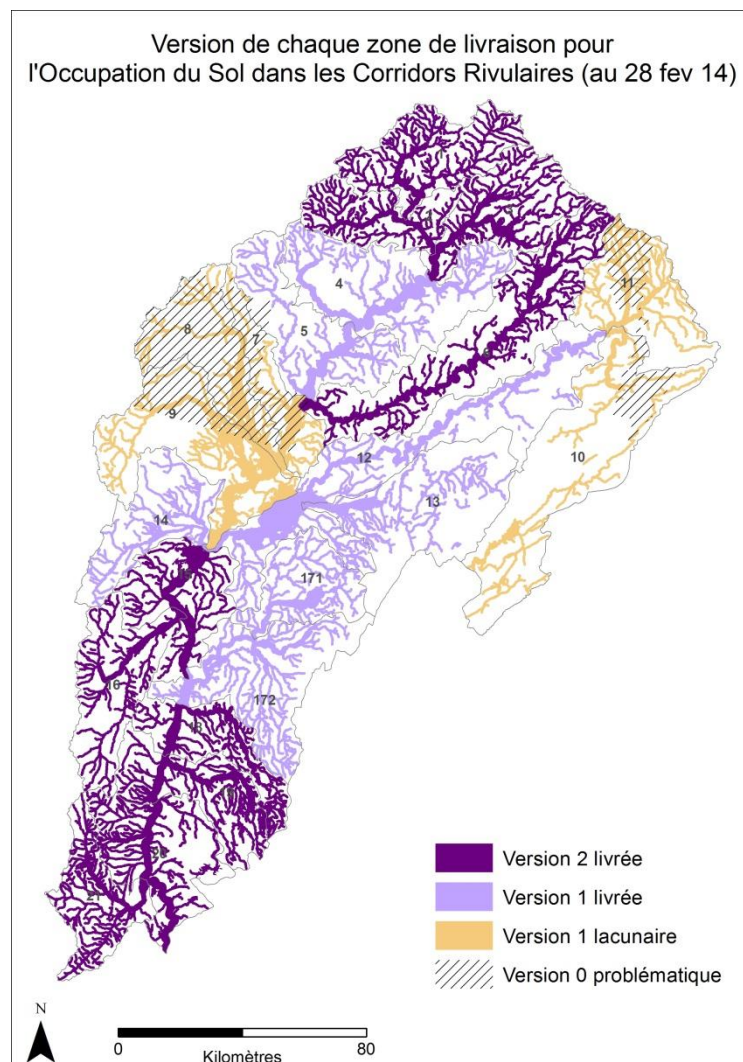 Version de chaque zone de livraison pour
l'Occupation du Sol dans les Corridors Rivulaires (au 28 fev 14)
4
11
5
8
7
9
12
10
13
14
171
16
172
Version 2 livrée
Version 1 livrée
Version 1 lacunaire
Version 0 problématique
N
0
80
Kilomètres